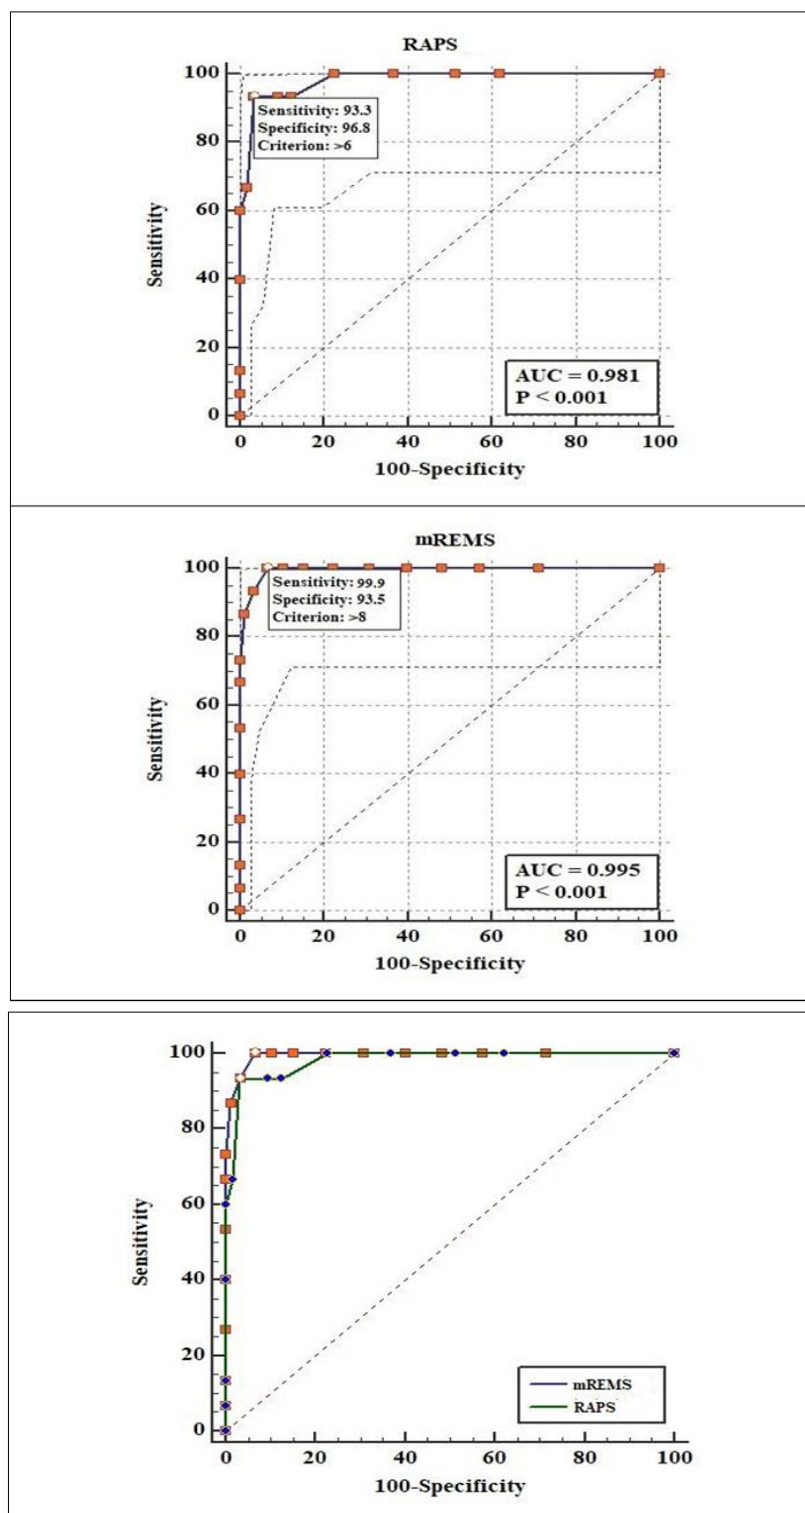 RAPS
100
80
60
40
20
0
Sensitivity
Sensitivity: 93.3
Specificity: 96.8
Criterion: >6
AUC = 0.981
P < 0.001
0 20 40 60 80 100
100-Specificity
mREMS
100
80
60
40
20
0
Sensitivity
Sensitivity: 99.9
Specificity: 93.5
Criterion: >8
AUC = 0.995
P < 0.001
0 20 40 60 80 100
100-Specificity
100
80
60
40
20
0
Sensitivity
mREMS
RAPS
0 20 40 60 80 100
100-Specificity